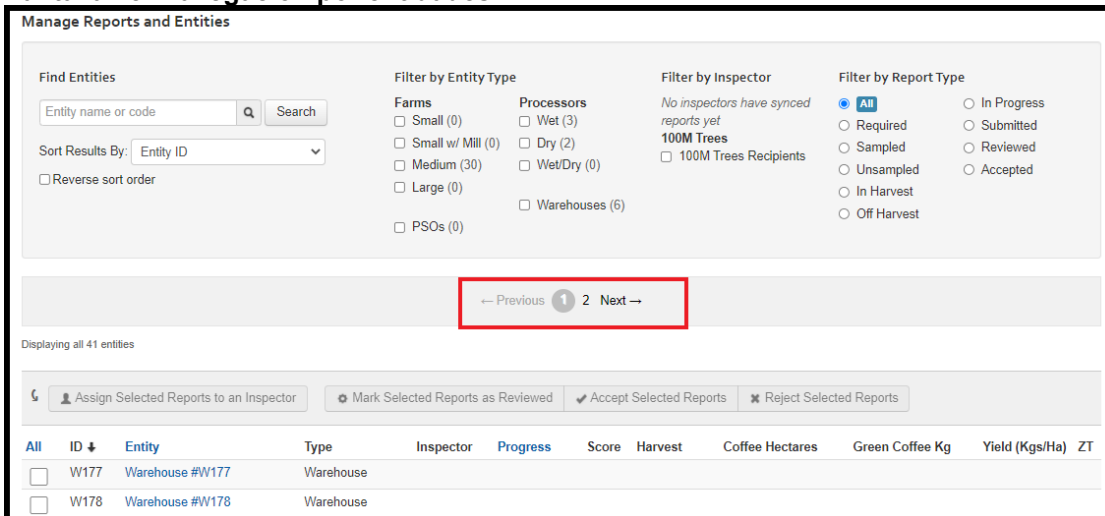 Manage Reports and Entities
Find Entities
Entity name or code
Search
Sort Results By: Entity ID
Reverse sort order
Filter by Entity Type
Farms
Small (0)
Small w/ Mill (0)
Medium (30)
Large (0)
PSOs (0)
Processors
Wet (3)
Dry (2)
Wet/Dry (0)
Warehouses (6)
Filter by Inspector
No inspectors have synced
reports yet
100M Trees
100M Trees Recipients
Filter by Report Type
All
Required
Sampled
Unsampled
In Harvest
Off Harvest
In Progress
Submitted
Reviewed
Accepted
← Previous 1 2 Next →
Displaying all 41 entities
Assign Selected Reports to an Inspector Mark Selected Reports as Reviewed Accept Selected Reports Reject Selected Reports
All ID Entity Type Inspector Progress Score Harvest Coffee Hectares Green Coffee Kg Yield (Kgs/Ha) ZT
W177 Warehouse #W177 Warehouse
W178 Warehouse #W178 Warehouse